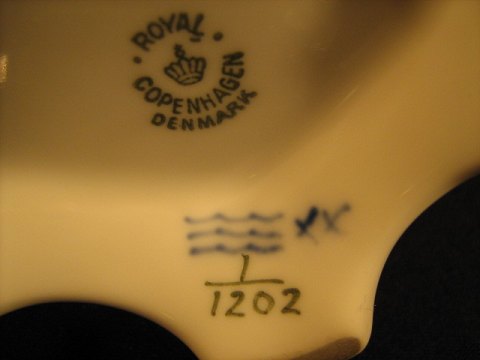 ROYAL
COPENHAGEN
DENMARK
1
1202